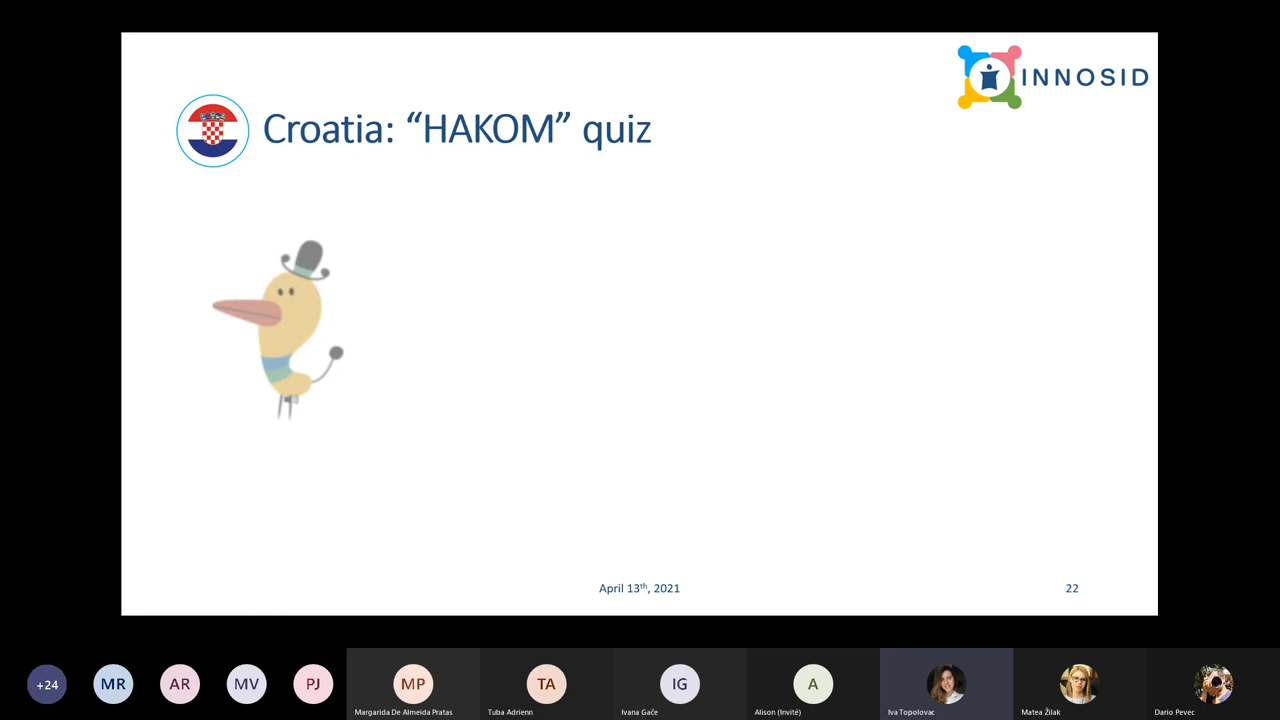 INNOSID
Croatia: “HAKOM” quiz
April 13th, 2021
22
+24
MR
AR
MV
PJ
MP
TA
IG
A
Margarida De Almeida Pratas
Tuba Adrienn
Ivana Gaće
Alison (Invité)
Iva Topolovac
Matea Žilak
Dario Pevec